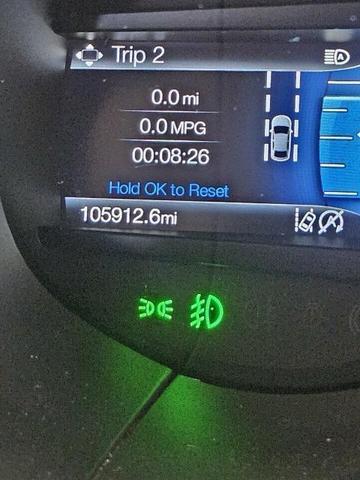 Trip 2
0.0 mi
0.0 MPG
00:08:26
Hold OK to Reset
105912.6mi